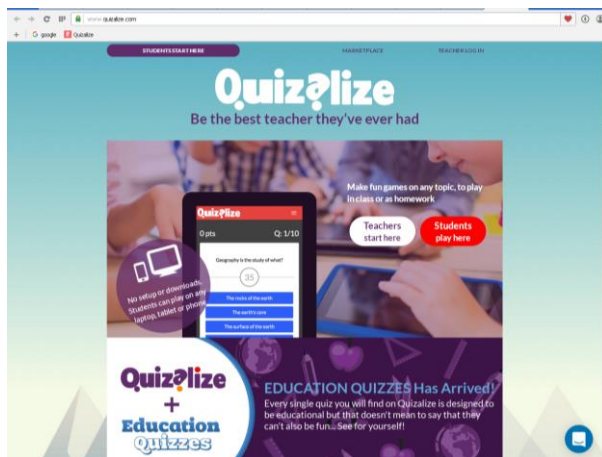 www.quizalize.com
G google Quizalize
STUDENTS START HERE
MARKETPLACE
TEACHER LOG IN
Quizalize
Be the best teacher they've ever had
Make fun games on any topic, to play
in class or as homework
Teachers
start here
Students
play here
Quizalize
0 pts Q: 1/10
Geography is the study of what?
35
The rocks of the earth
The earth's core
The surface of the earth
No setup or downloads.
Students can play on any
laptop, tablet or phone
Quizalize
+
Education
Quizzes
EDUCATION QUIZZES Has Arrived!
Every single quiz you will find on Quizalize is designed to
be educational but that doesn't mean to say that they
can't also be fun... See for yourself!